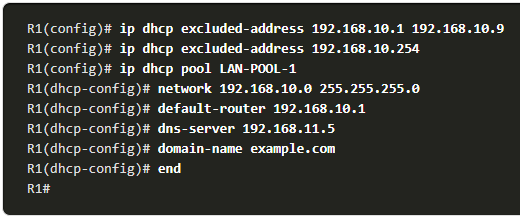 R1(config)# ip dhcp excluded-address 192.168.10.1 192.168.10.9
R1(config)# ip dhcp excluded-address 192.168.10.254
R1(config)# ip dhcp pool LAN-POOL-1
R1(dhcp-config)# network 192.168.10.0 255.255.255.0
R1(dhcp-config)# default-router 192.168.10.1
R1(dhcp-config)# dns-server 192.168.11.5
R1(dhcp-config)# domain-name example.com
R1(dhcp-config)# end
R1#